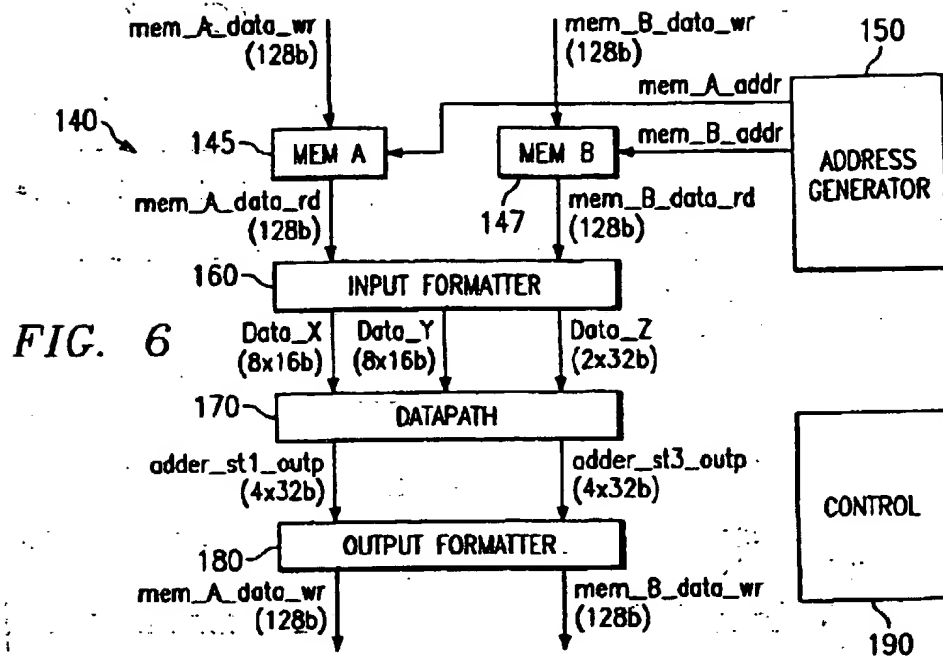 mem_A_data_wr
(128b)
mem_B_data_wr
(128b)
150
mem_A_addr
140
145
MEM A
MEM B
mem_B_addr
ADDRESS
GENERATOR
mem_A_data_rd
(128b)
147
mem_B_data_rd
(128b)
160
INPUT FORMATTER
FIG. 6
Data_X
(8x16b)
Data_Y
(8x16b)
Data_Z
(2x32b)
170
DATAPATH
adder_st1_outp
(4x32b)
adder_st3_outp
(4x32b)
CONTROL
180
OUTPUT FORMATTER
mem_A_data_wr
(128b)
mem_B_data_wr
(128b)
190